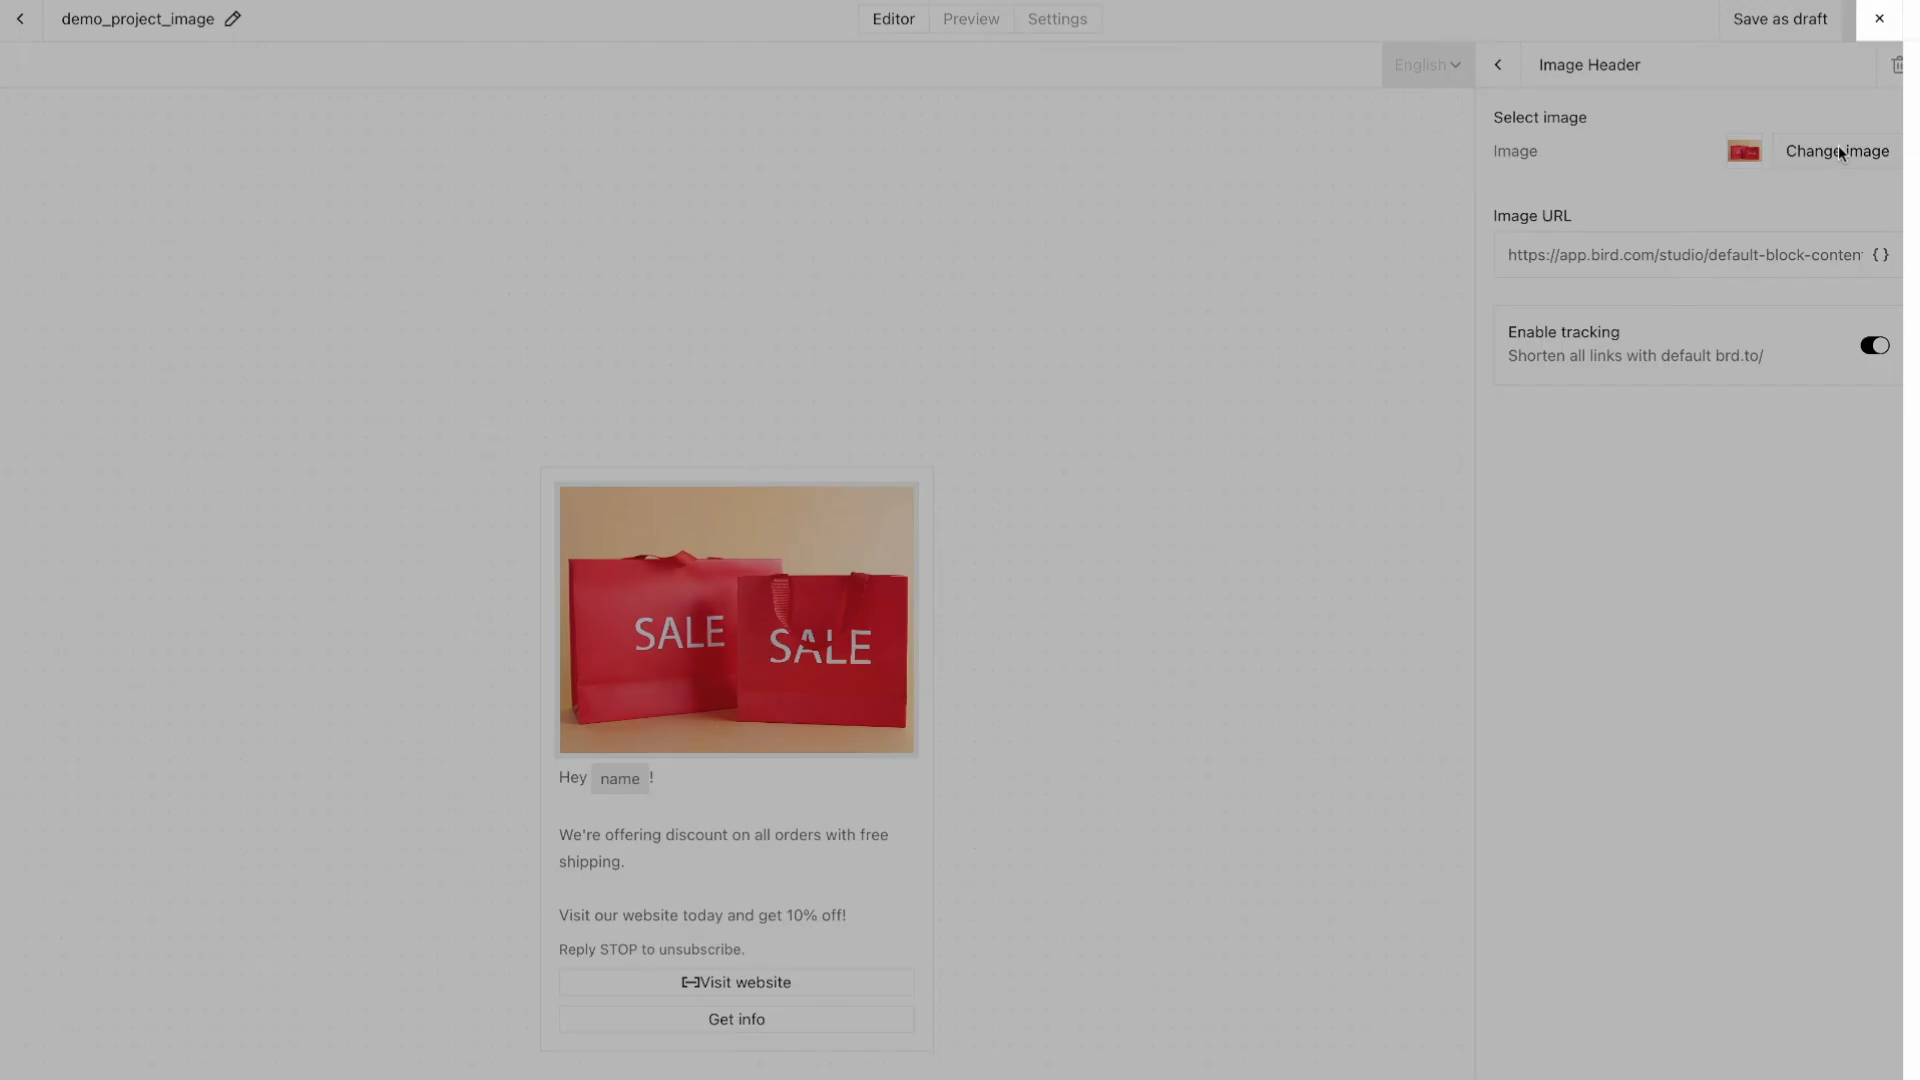 demo_project_image
Editor
Preview
Settings
Save as draft
English
Image Header
Select image
Image
Change image
Image URL
https://app.bird.com/studio/default-block-conten
{ }
Enable tracking
Shorten all links with default brd.to/
SALE
SALE
Hey name !
We're offering discount on all orders with free
shipping.
Visit our website today and get 10% off!
Reply STOP to unsubscribe.
Visit website
Get info